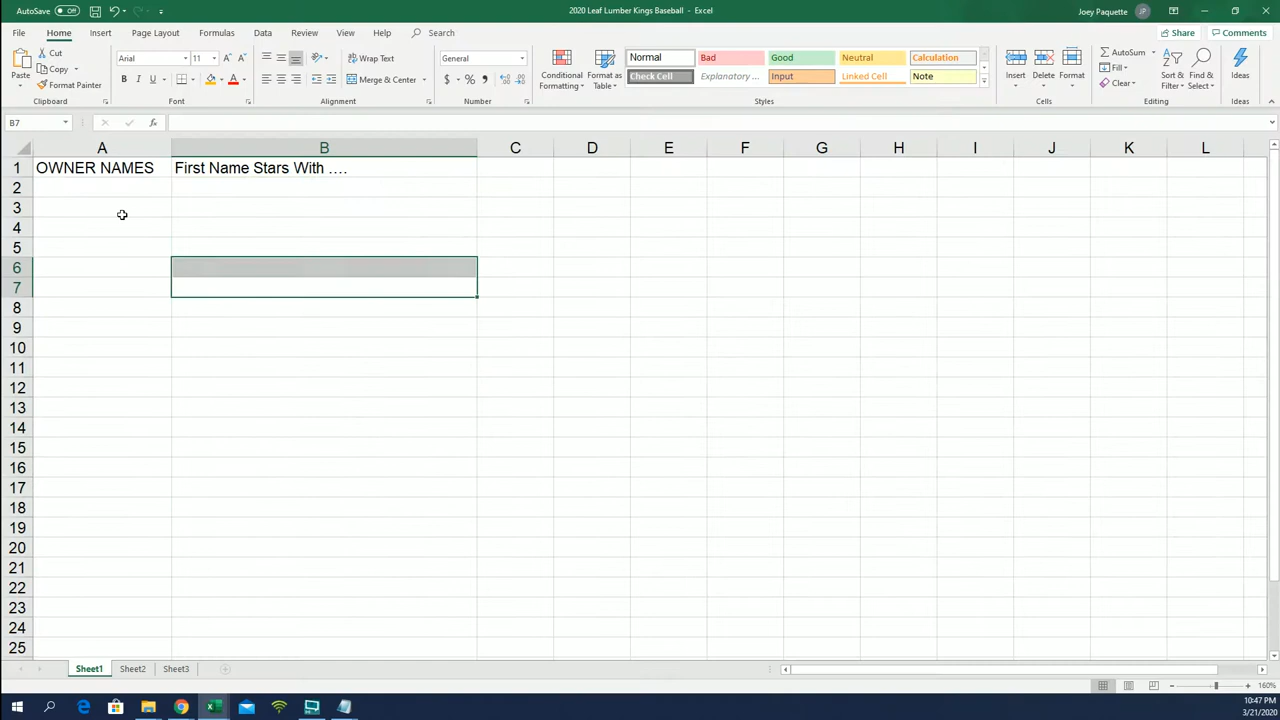 AutoSave Off
2020 Leaf Lumber Kings Baseball - Excel
Joey Paquette JP
File Home Insert Page Layout Formulas Data Review View Help Search
Share Comments
Paste
Cut
Copy
Format Painter
Clipboard
Arial 11
B I U
Font
Wrap Text
Merge & Center
Alignment
General
$ % ,
Number
Conditional Formatting
Format as Table
Normal Bad Good Neutral Calculation
Check Cell Explanatory ... Input Linked Cell Note
Styles
Insert Delete Format
Cells
AutoSum
Fill
Clear
Sort & Filter
Find & Select
Editing
Ideas
Ideas
B7 fx
A B C D E F G H I J K L
1 OWNER NAMES First Name Stars With ....
2
3
4
5
6
7
8
9
10
11
12
13
14
15
16
17
18
19
20
21
22
23
24
25
Sheet1 Sheet2 Sheet3
160%
10:47 PM
3/21/2020